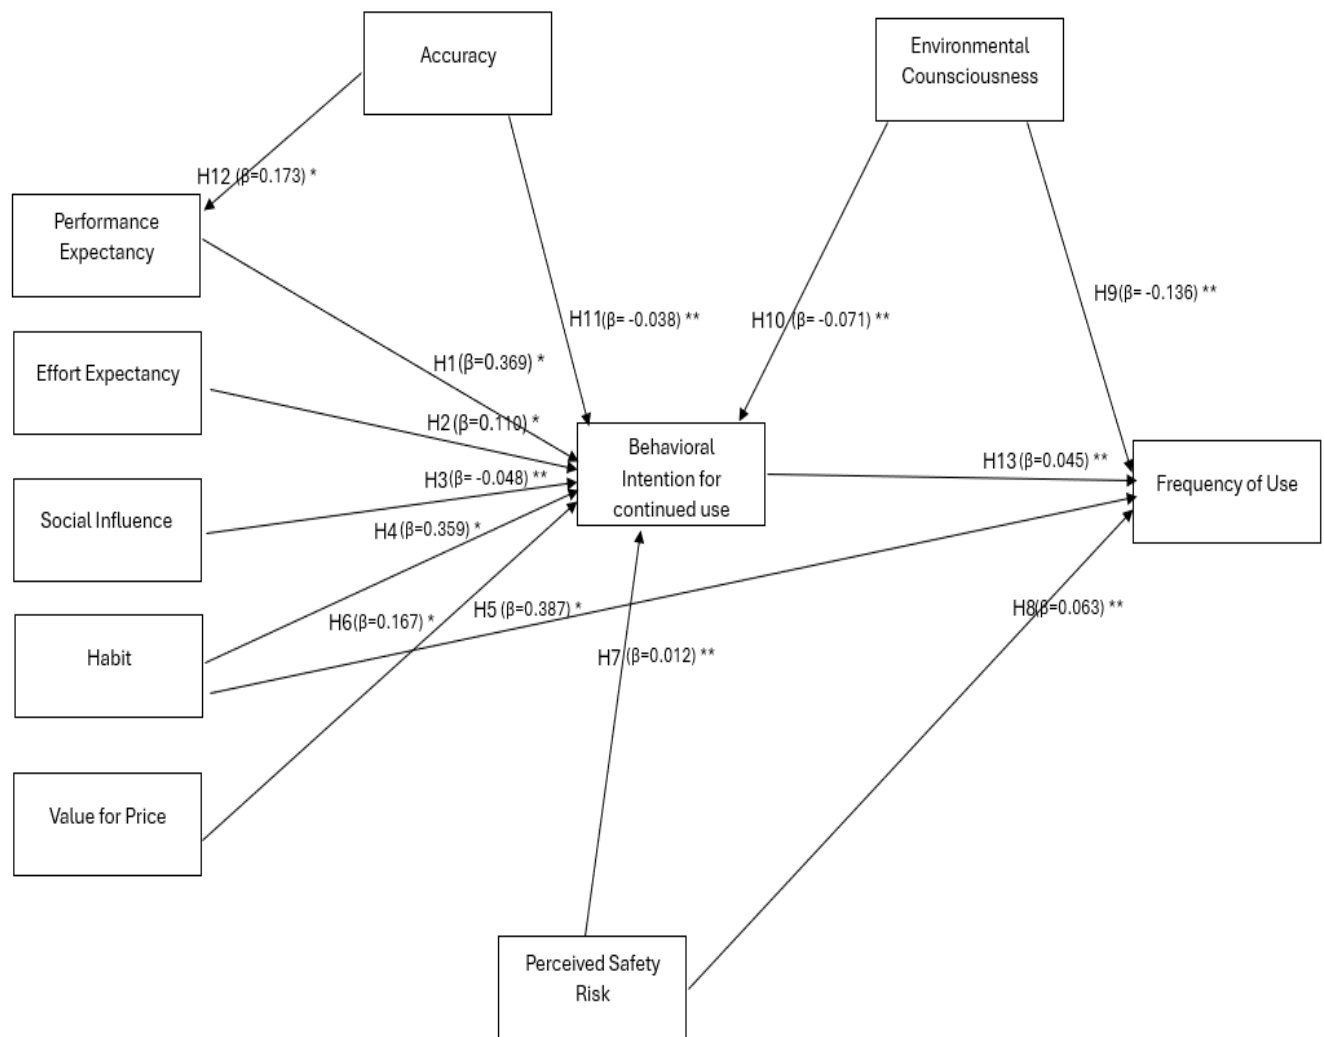 Accuracy
Environmental
Counsciousness
H12 (β=0.173) *
Performance
Expectancy
H9(β= -0.136) **
H11(β= -0.038) **
H10 (β= -0.071) **
H1(β=0.369) *
Effort Expectancy
H2(β=0.110) *
Behavioral
Intention for
continued use
H13(β=0.045) **
H3(β= -0.048) **
Frequency of Use
Social Influence
H4(β=0.359) *
H5 (β=0.387) *
H8(β=0.063) **
H6(β=0.167) *
Habit
H7 (β=0.012) **
Value for Price
Perceived Safety
Risk